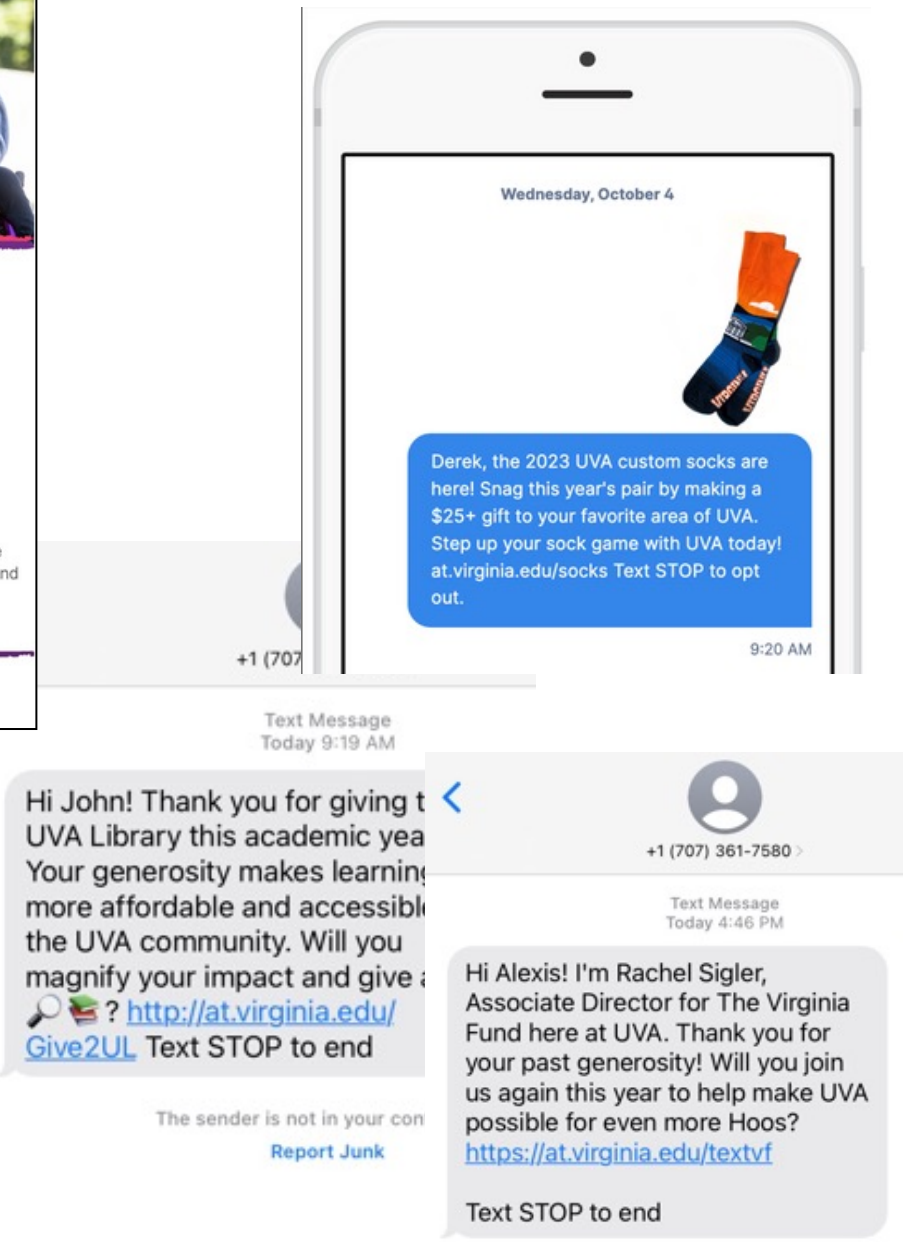 Wednesday, October 4
VIRGINIA
VIRGINIA
Derek, the 2023 UVA custom socks are
here! Snag this year's pair by making a
$25+ gift to your favorite area of UVA.
Step up your sock game with UVA today!
at.virginia.edu/socks Text STOP to opt
out.
9:20 AM
+1 (707
Text Message
Today 9:19 AM
Hi John! Thank you for giving
UVA Library this academic
Your generosity makes learning
more affordable and
the UVA community. Will you
magnify your impact and give
🔎📚? http://at.virginia.edu/
Give2UL Text STOP to end
The sender is not in your
Report Junk
+1 (707) 361-7580 >
Text Message
Today 4:46 PM
Hi Alexis! I'm Rachel Sigler,
Associate Director for The Virginia
Fund here at UVA. Thank you for
your past generosity! Will you join
us again this year to help make UVA
possible for even more Hoos?
https://at.virginia.edu/textvf
Text STOP to end